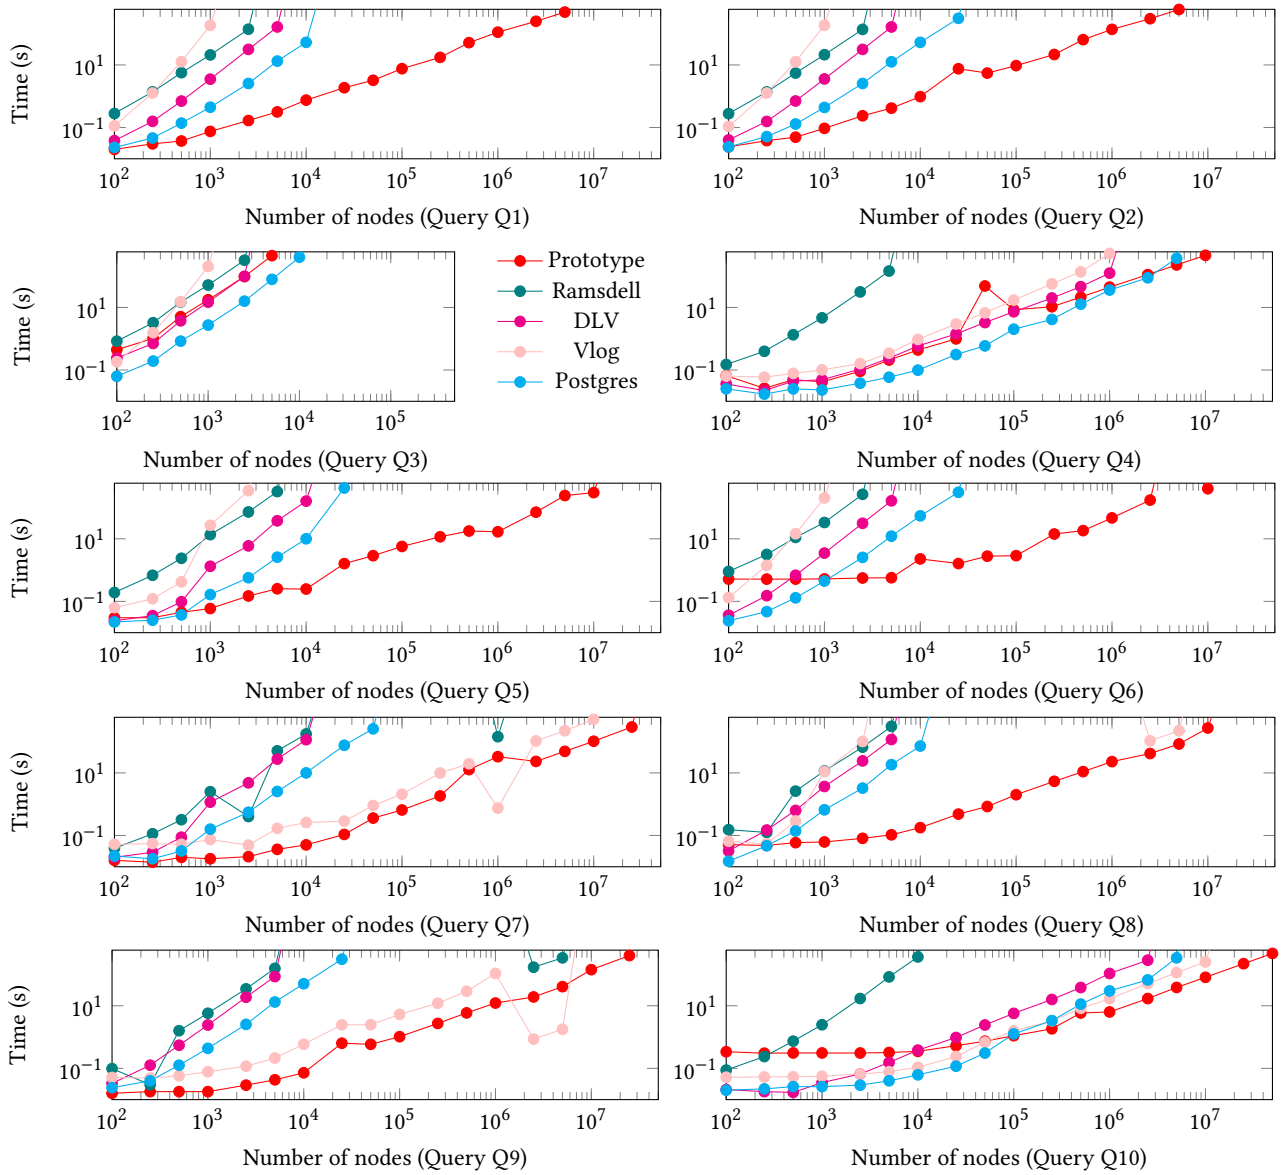 Time (s)
10^1
10^−1
10^2 10^3 10^4 10^5 10^6 10^7
Number of nodes (Query Q1)
10^1
10^−1
10^2 10^3 10^4 10^5 10^6 10^7
Number of nodes (Query Q2)
Time (s)
10^1
10^−1
10^2 10^3 10^4 10^5
Number of nodes (Query Q3)
Prototype
Ramsdell
DLV
Vlog
Postgres
10^1
10^−1
10^2 10^3 10^4 10^5 10^6 10^7
Number of nodes (Query Q4)
Time (s)
10^1
10^−1
10^2 10^3 10^4 10^5 10^6 10^7
Number of nodes (Query Q5)
10^1
10^−1
10^2 10^3 10^4 10^5 10^6 10^7
Number of nodes (Query Q6)
Time (s)
10^1
10^−1
10^2 10^3 10^4 10^5 10^6 10^7
Number of nodes (Query Q7)
10^1
10^−1
10^2 10^3 10^4 10^5 10^6 10^7
Number of nodes (Query Q8)
Time (s)
10^1
10^−1
10^2 10^3 10^4 10^5 10^6 10^7
Number of nodes (Query Q9)
10^1
10^−1
10^2 10^3 10^4 10^5 10^6 10^7
Number of nodes (Query Q10)